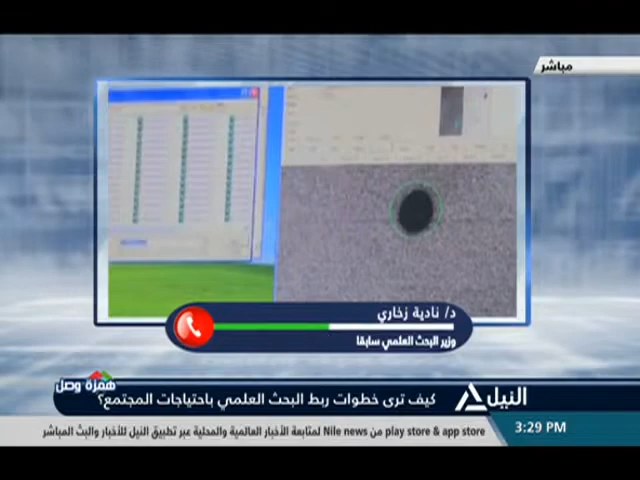 مباشر
د/ نادية زخاري
وزير البحث العلمي سابقا
همزة وصل
كيف ترى خطوات ربط البحث العلمي باحتياجات المجتمع؟
النيل
لمتابعة الأخبار العالمية والمحلية عبر تطبيق النيل للأخبار والبث المباشر Nile news من play store & app store
3:29 PM